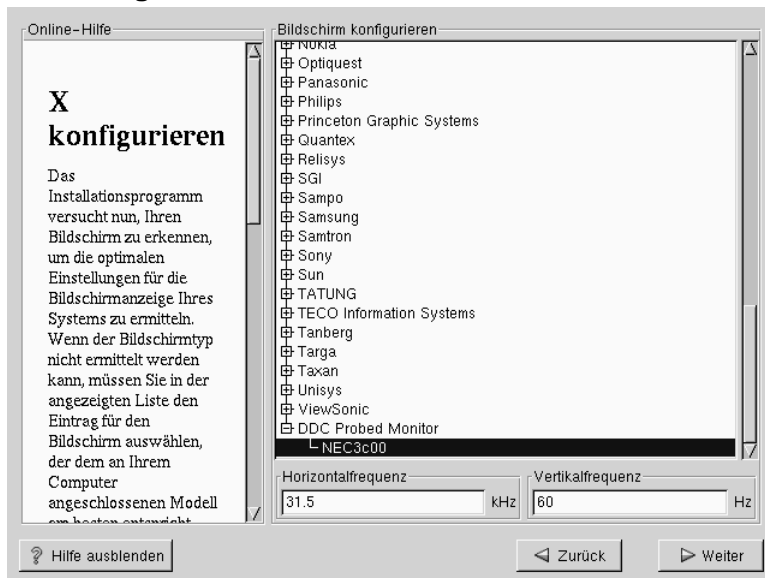 Online-Hilfe
X
konfigurieren
Das
Installationsprogramm
versucht nun, Ihren
Bildschirm zu erkennen,
um die optimalen
Einstellungen für die
Bildschirmanzeige Ihres
Systems zu ermitteln.
Wenn der Bildschirmtyp
nicht ermittelt werden
kann, müssen Sie in der
angezeigten Liste den
Eintrag für den
Bildschirm auswählen,
der dem an Ihrem
Computer
angeschlossenen Modell
am besten entspricht
Bildschirm konfigurieren
Nokia
Optiquest
Panasonic
Philips
Princeton Graphic Systems
Quantex
Relisys
SGI
Sampo
Samsung
Samtron
Sony
Sun
TATUNG
TECO Information Systems
Tanberg
Targa
Taxan
Unisys
ViewSonic
DDC Probed Monitor
NEC3c00
Horizontalfrequenz
31.5 kHz
Vertikalfrequenz
60 Hz
Hilfe ausblenden
Zurück
Weiter